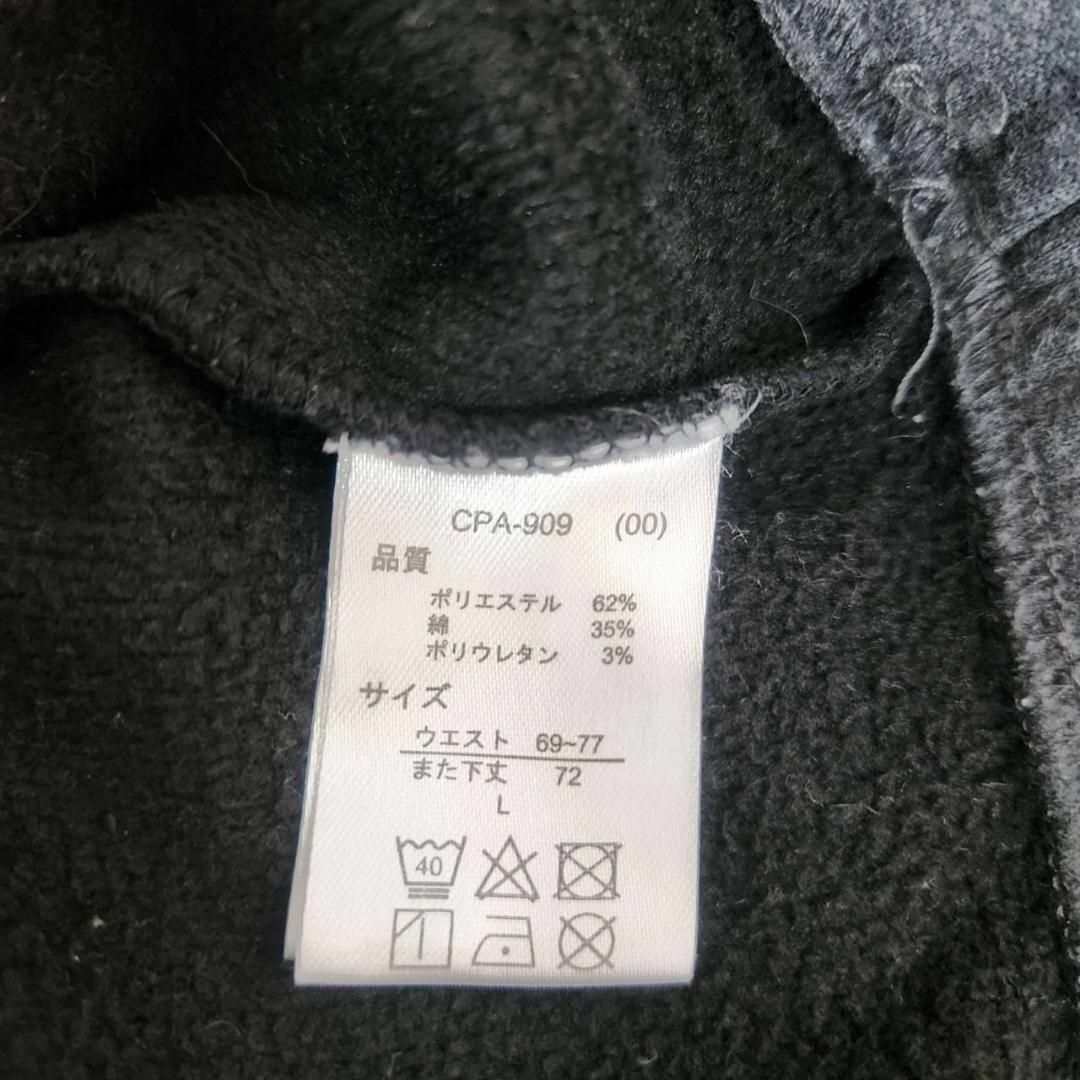 CPA-909 (00)
品質
ポリエステル 62%
綿 35%
ポリウレタン 3%
サイズ
ウエスト 69~77
また下丈 72
L
40